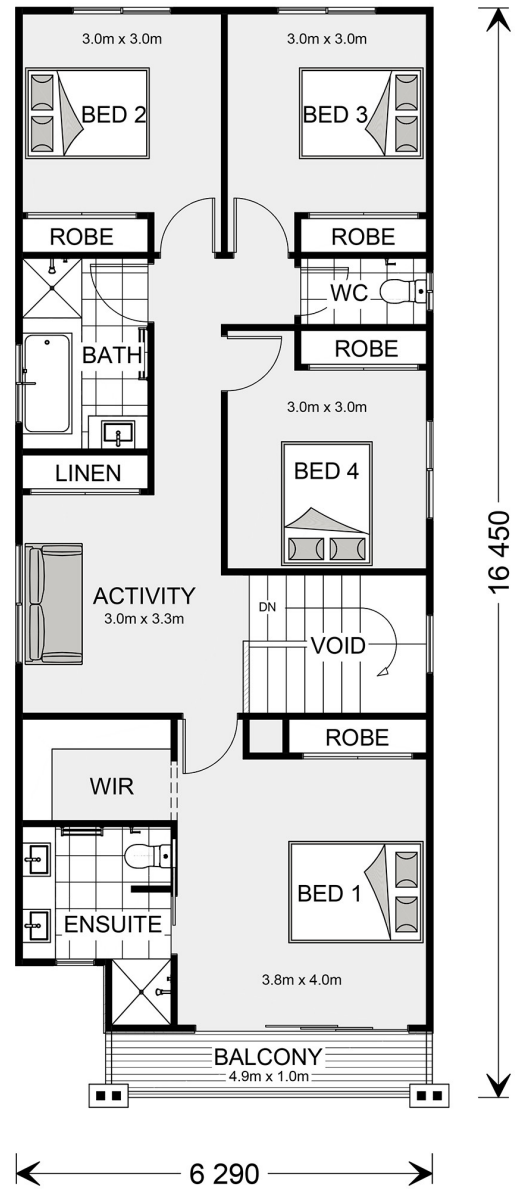 3.0m x 3.0m
3.0m x 3.0m
BED 2
BED 3
ROBE
ROBE
WC
BATH
ROBE
3.0m x 3.0m
BED 4
LINEN
16 450
ACTIVITY
3.0m x 3.3m
DN
VOID
ROBE
WIR
BED 1
ENSUITE
3.8m x 4.0m
BALCONY
4.9m x 1.0m
6 290